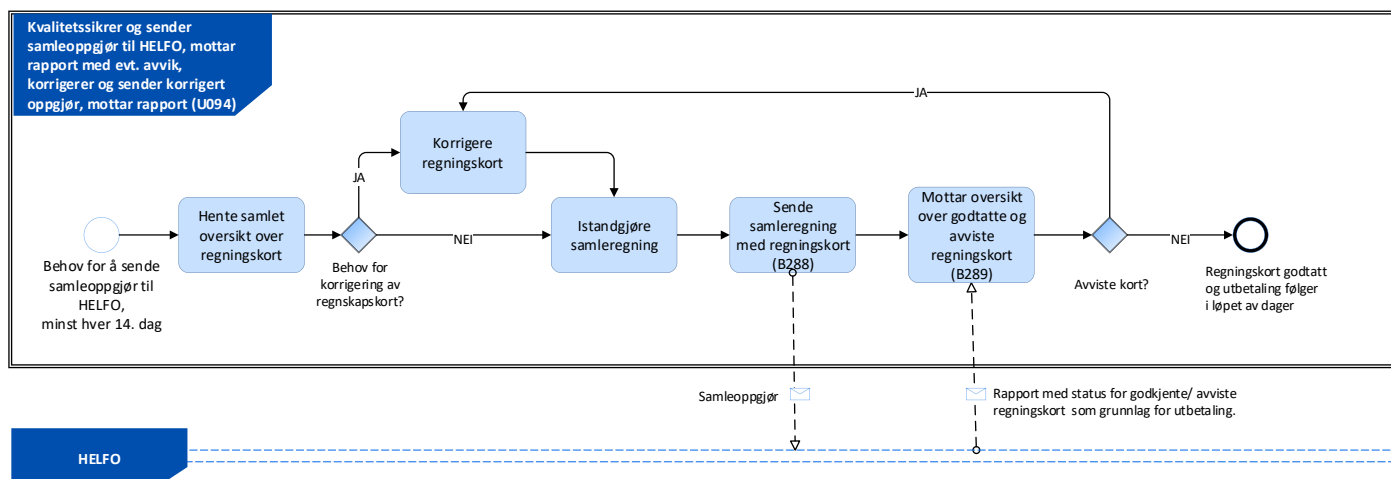 Kvalitetssikrer og sender
samleoppgjør til HELFO, mottar
rapport med evt. avvik,
korrigerer og sender korrigert
oppgjør, mottar rapport (U094)
JA
Korrigere
regningskort
JA
Hente samlet
oversikt over
regningskort
NEI
Istandgjøre
samleregning
Sende
samleregning
med regningskort
(B288)
Mottar oversikt
over godtatte og
avviste
regningskort
(B289)
NEI
Behov for å sende
samleoppgjør til
HELFO,
minst hver 14. dag
Behov for
korrigering av
regnskapskort?
Avviste kort?
Regningskort godtatt
og utbetaling følger
i løpet av dager
Samleoppgjør
Rapport med status for godkjente/ avviste
regningskort som grunnlag for utbetaling.
HELFO